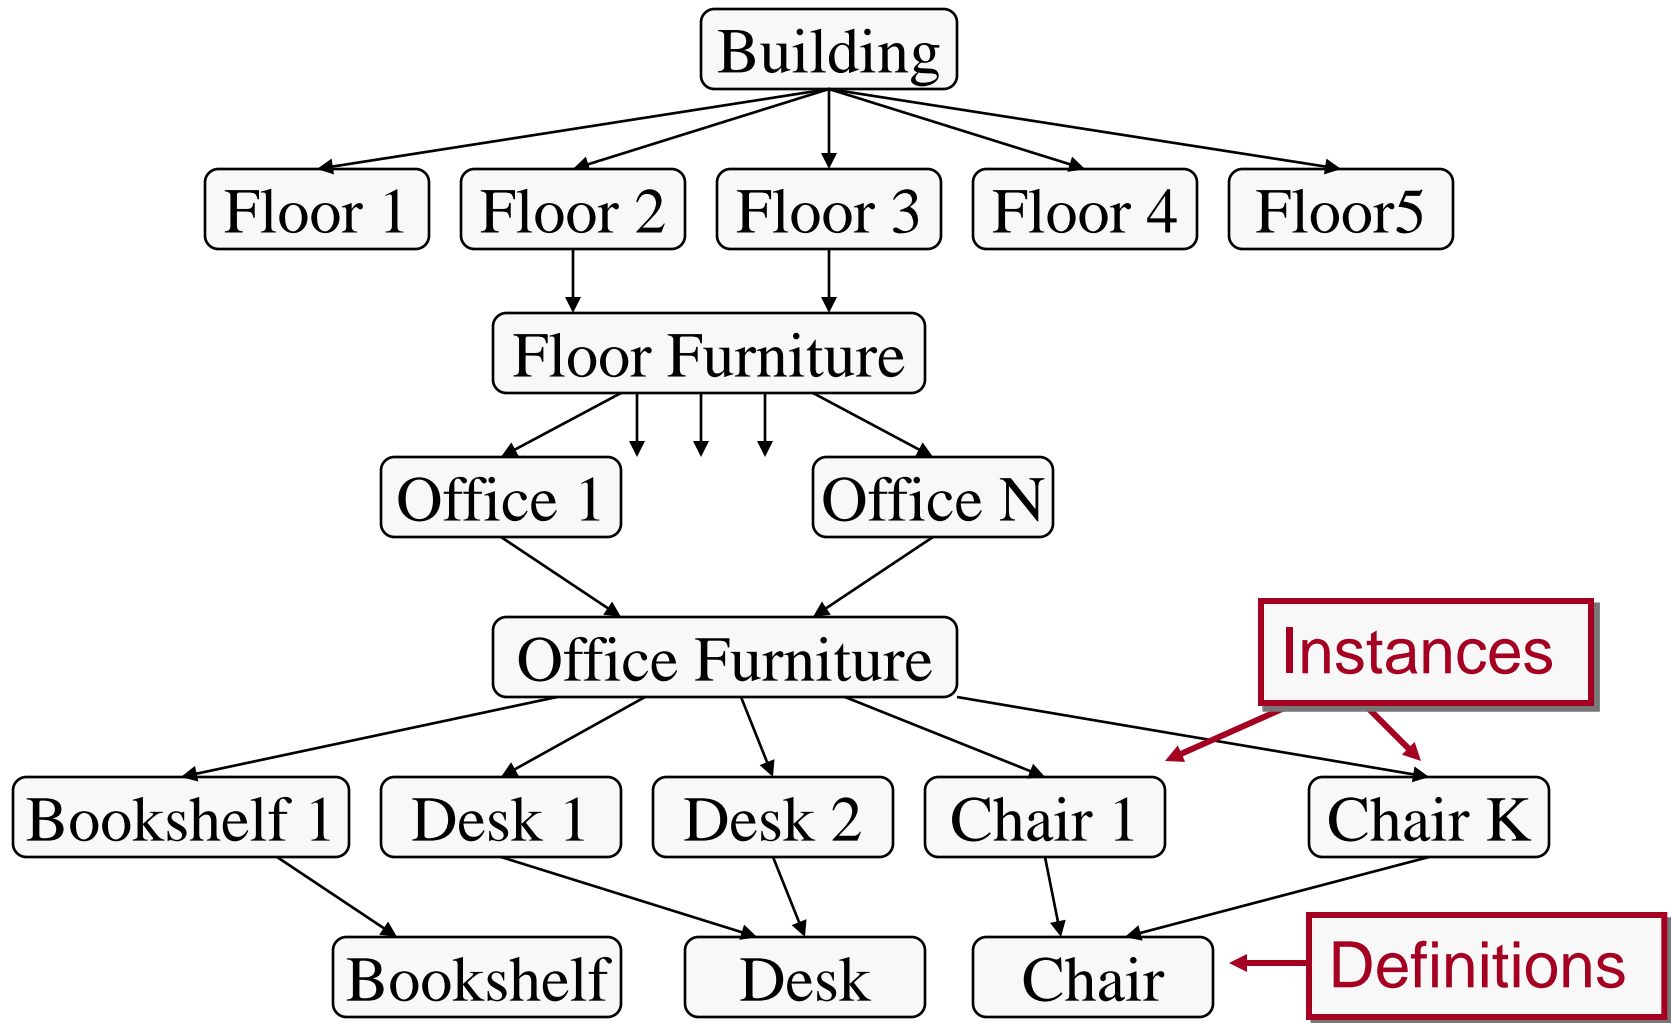 Building
Floor 1
Floor 2
Floor 3
Floor 4
Floor5
Floor Furniture
Office 1
Office N
Office Furniture
Instances
Bookshelf 1
Desk 1
Desk 2
Chair 1
Chair K
Bookshelf
Desk
Chair
Definitions